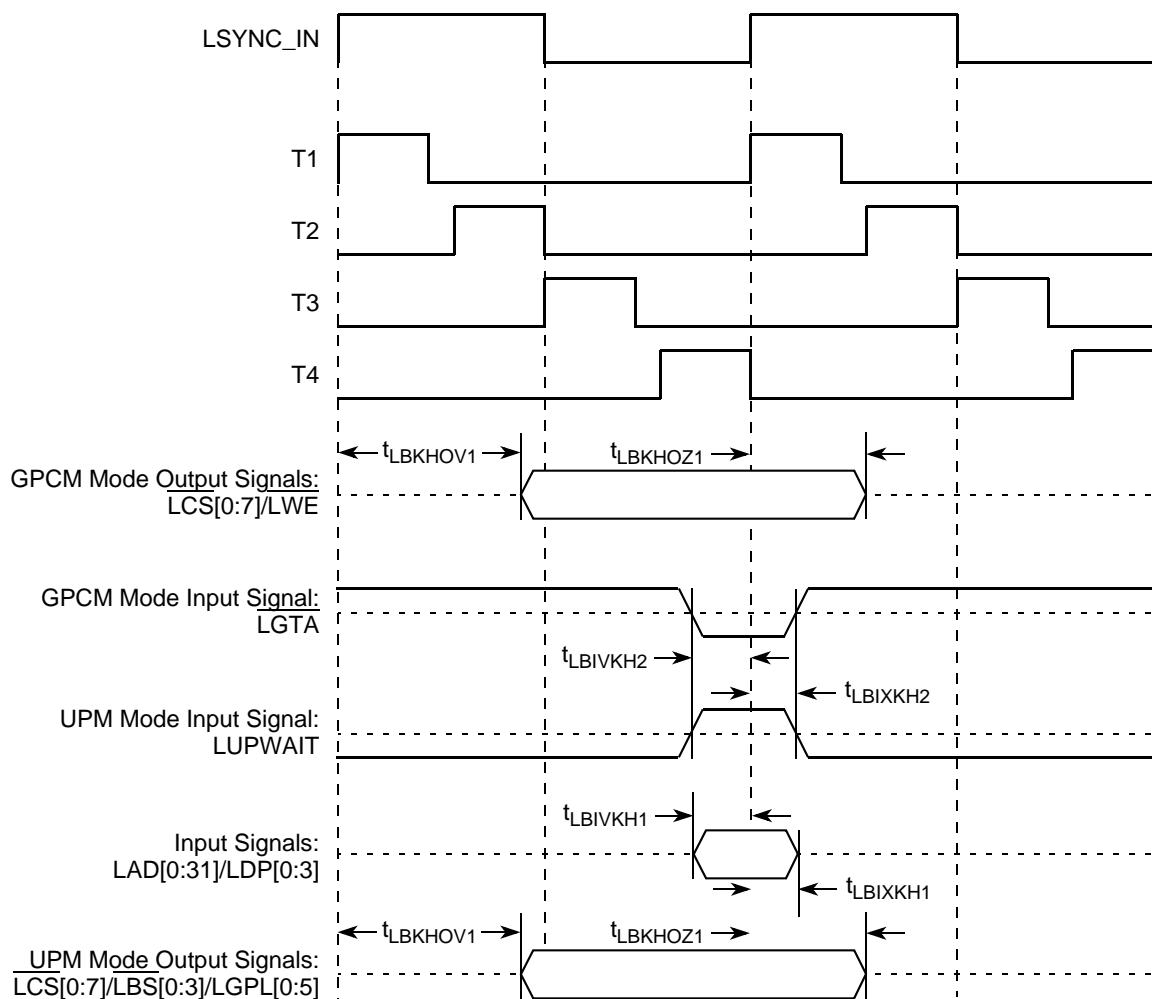 LSYNC_IN
T1
T2
T3
T4
tLBKHOV1
tLBKHOZ1
GPCM Mode Output Signals:
LCS[0:7]/LWE
GPCM Mode Input Signal:
LGTA
tLBIVKH2
tLBIXKH2
UPM Mode Input Signal:
LUPWAIT
tLBIVKH1
Input Signals:
LAD[0:31]/LDP[0:3]
tLBIXKH1
tLBKHOV1
tLBKHOZ1
UPM Mode Output Signals:
LCS[0:7]/LBS[0:3]/LGPL[0:5]